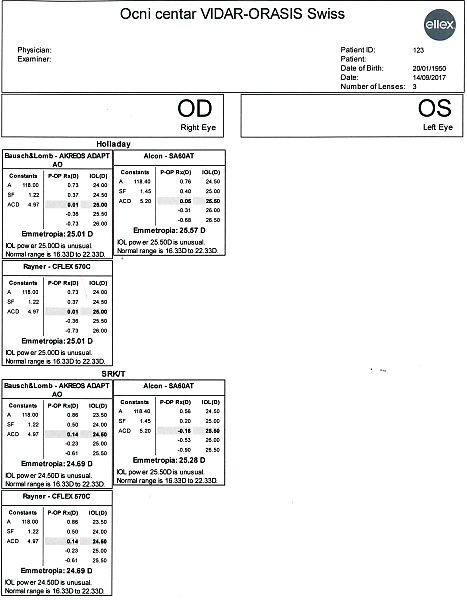 Ocni centar VIDAR-ORASIS Swiss
ellex
Physician:
Examiner:
Patient ID: 123
Patient:
Date of Birth: 20/01/1950
Date: 14/09/2017
Number of Lenses: 3
OD
Right Eye
OS
Left Eye
Holladay
Bausch&Lomb - AKREOS ADAPT AO
Constants P-OP Rx(D) IOL(D)
A 118.00 0.73 24.00
SF 1.22 0.37 24.50
ACD 4.97 0.01 25.00
-0.36 25.50
-0.73 26.00
Emmetropia: 25.01 D
IOL power 25.00D is unusual.
Normal range is 16.33D to 22.33D.
Alcon - SA60AT
Constants P-OP Rx(D) IOL(D)
A 118.40 0.76 24.50
SF 1.45 0.40 25.00
ACD 5.20 0.05 25.50
-0.31 26.00
-0.68 26.50
Emmetropia: 25.57 D
IOL power 25.50D is unusual.
Normal range is 16.33D to 22.33D.
Rayner - CFLEX 570C
Constants P-OP Rx(D) IOL(D)
A 118.00 0.73 24.00
SF 1.22 0.37 24.50
ACD 4.97 0.01 25.00
-0.36 25.50
-0.73 26.00
Emmetropia: 25.01 D
IOL power 25.00D is unusual.
Normal range is 16.33D to 22.33D.
SRK/T
Bausch&Lomb - AKREOS ADAPT AO
Constants P-OP Rx(D) IOL(D)
A 118.00 0.86 23.50
SF 1.22 0.50 24.00
ACD 4.97 0.14 24.50
-0.23 25.00
-0.61 25.50
Emmetropia: 24.69 D
IOL power 24.50D is unusual.
Normal range is 16.33D to 22.33D.
Alcon - SA60AT
Constants P-OP Rx(D) IOL(D)
A 118.40 0.56 24.50
SF 1.45 0.20 25.00
ACD 5.20 -0.16 25.50
-0.53 26.00
-0.90 26.50
Emmetropia: 25.28 D
IOL power 25.50D is unusual.
Normal range is 16.33D to 22.33D.
Rayner - CFLEX 570C
Constants P-OP Rx(D) IOL(D)
A 118.00 0.86 23.50
SF 1.22 0.50 24.00
ACD 4.97 0.14 24.50
-0.23 25.00
-0.61 25.50
Emmetropia: 24.69 D
IOL power 24.50D is unusual.
Normal range is 16.33D to 22.33D.